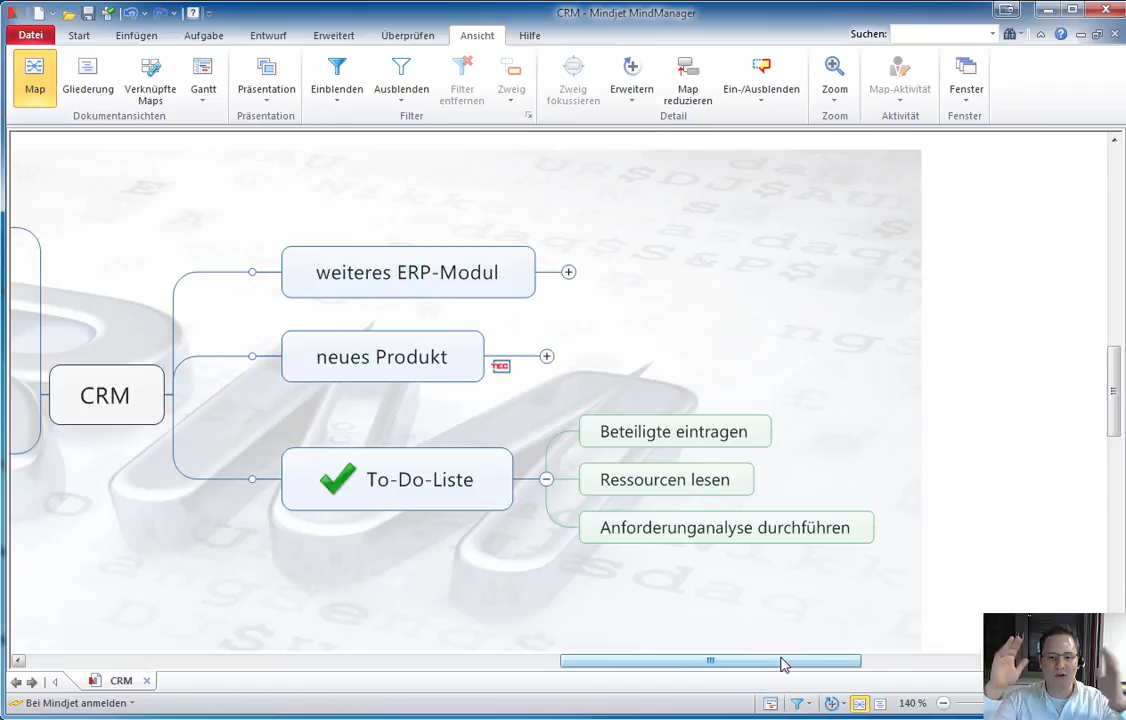 CRM - Mindjet MindManager
Datei Start Einfügen Aufgabe Entwurf Erweitert Überprüfen Ansicht Hilfe Suchen:
Map Gliederung Verknüpfte Maps Gantt Präsentation Einblenden Ausblenden Filter entfernen Zweig Zweig fokussieren Erweitern Map reduzieren Ein-/Ausblenden Zoom Map-Aktivität Fenster
Dokumentansichten Präsentation Filter Detail Zoom Aktivität Fenster
weiteres ERP-Modul
neues Produkt
TEC
CRM
To-Do-Liste
Beteiligte eintragen
Ressourcen lesen
Anforderunganalyse durchführen
CRM
Bei Mindjet anmelden 140 %